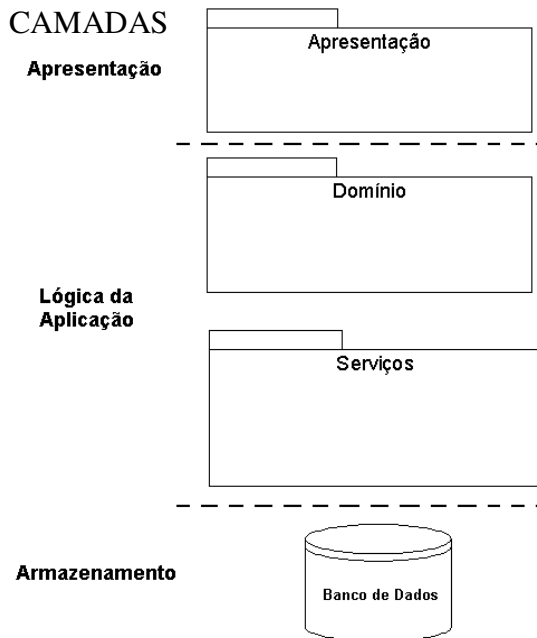 CAMADAS
Apresentação
Apresentação
Domínio
Lógica da
Aplicação
Serviços
Armazenamento
Banco de Dados